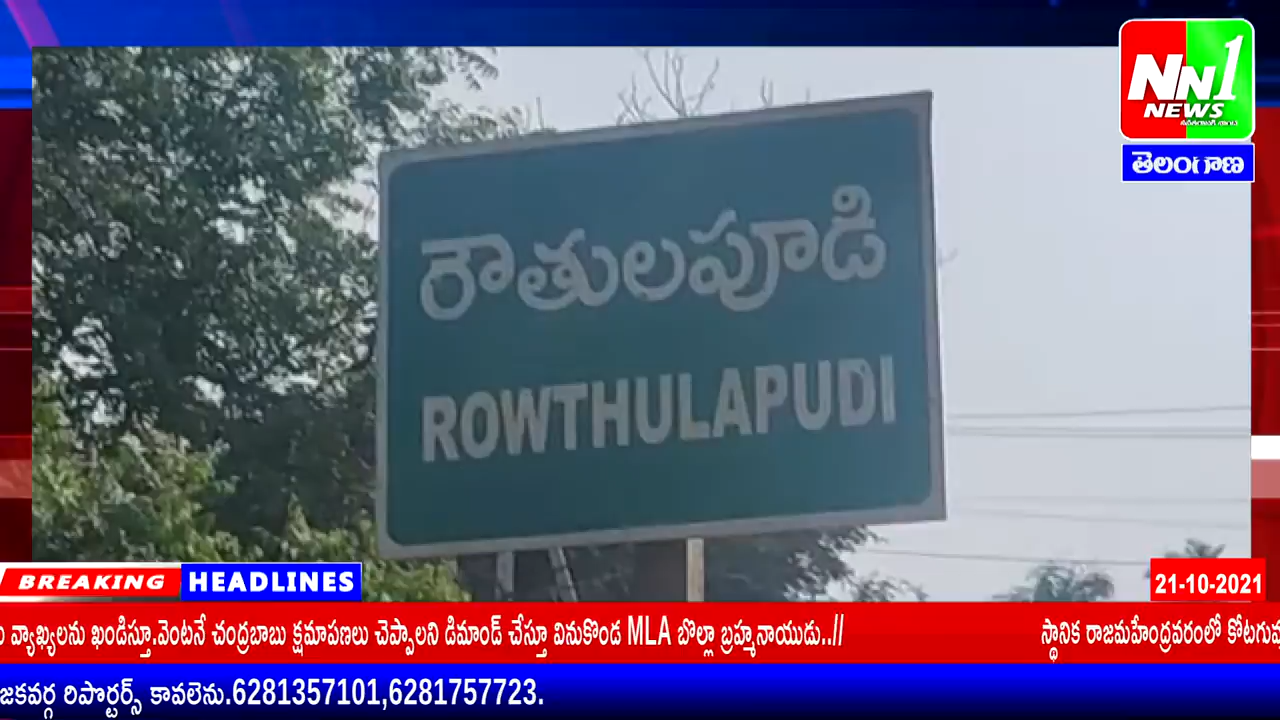 NN1
NEWS
తెలంగాణ
రౌతులపూడి
ROWTHULAPUDI
BREAKING HEADLINES
21-10-2021
వ్యాఖ్యలను ఖండిస్తూ.వెంటనే చంద్రబాబు క్షమాపణలు చెప్పాలని డిమాండ్ చేస్తూ వినుకొండ MLA బొల్లా బ్రహ్మనాయుడు..// స్థానిక రాజమహేంద్రవరంలో కోటగుమ్
జకవర్గ రిపొర్టర్స్ కావలెను.6281357101,6281757723.